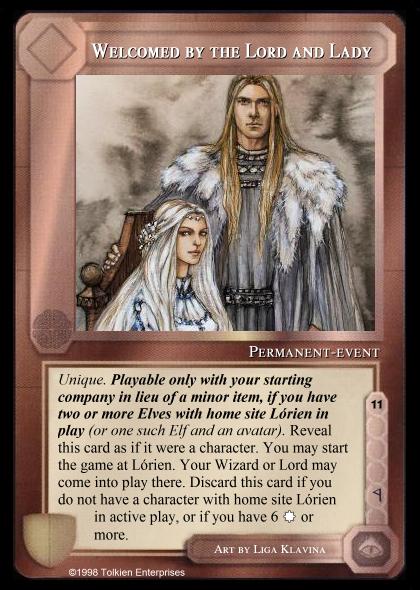 Welcomed by the Lord and Lady
Permanent-event
Unique. Playable only with your starting
company in lieu of a minor item, if you have
two or more Elves with home site Lórien in
play (or one such Elf and an avatar). Reveal
this card as if it were a character. You may start
the game at Lórien. Your Wizard or Lord may
come into play there. Discard this card if you
do not have a character with home site Lórien
in active play, or if you have 6 or
more.
11
Art by Liga Klavina
©1998 Tolkien Enterprises